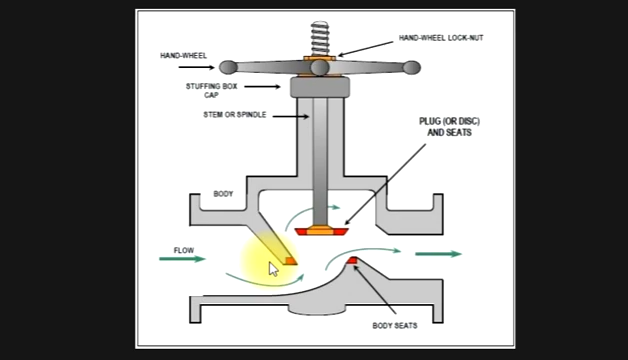 HAND-WHEEL LOCK-NUT
HAND-WHEEL
STUFFING BOX
CAP
STEM OR SPINDLE
PLUG (OR DISC)
AND SEATS
BODY
FLOW
BODY SEATS